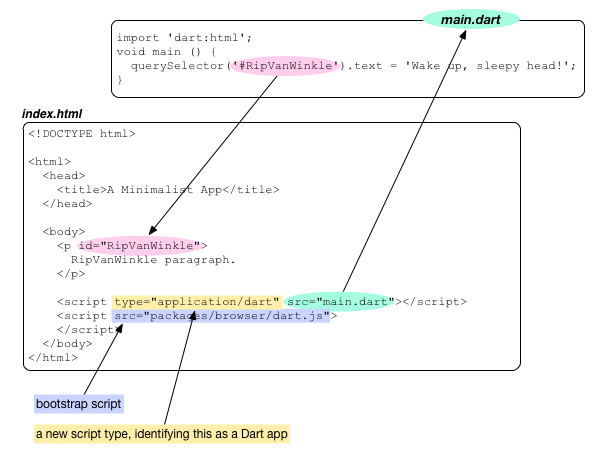 main.dart
import 'dart:html';
void main () {
  querySelector('#RipVanWinkle').text = 'Wake up, sleepy head!';
}
index.html
<!DOCTYPE html>
<html>
  <head>
    <title>A Minimalist App</title>
  </head>
  <body>
    <p id="RipVanWinkle">
      RipVanWinkle paragraph.
    </p>
    <script type="application/dart" src="main.dart"></script>
    <script src="packages/browser/dart.js">
    </script>
  </body>
</html>
bootstrap script
a new script type, identifying this as a Dart app